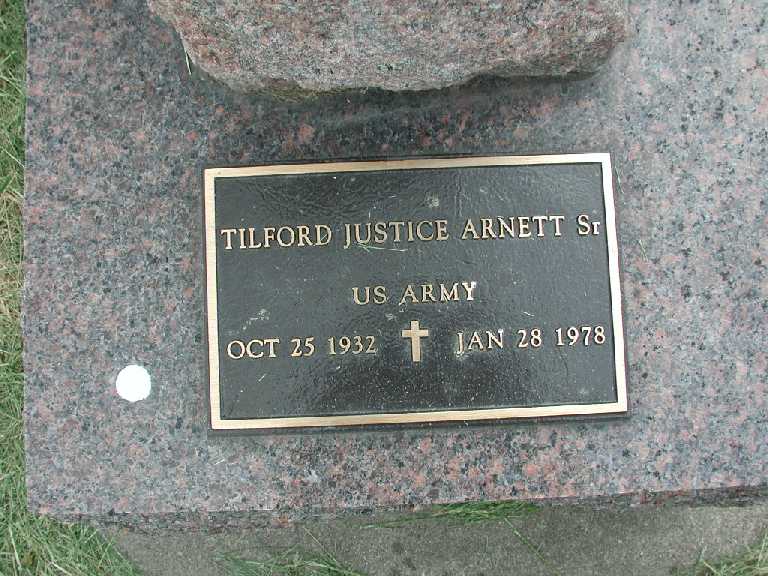 TILFORD JUSTICE ARNETT Sr
US ARMY
OCT 25 1932 JAN 28 1978